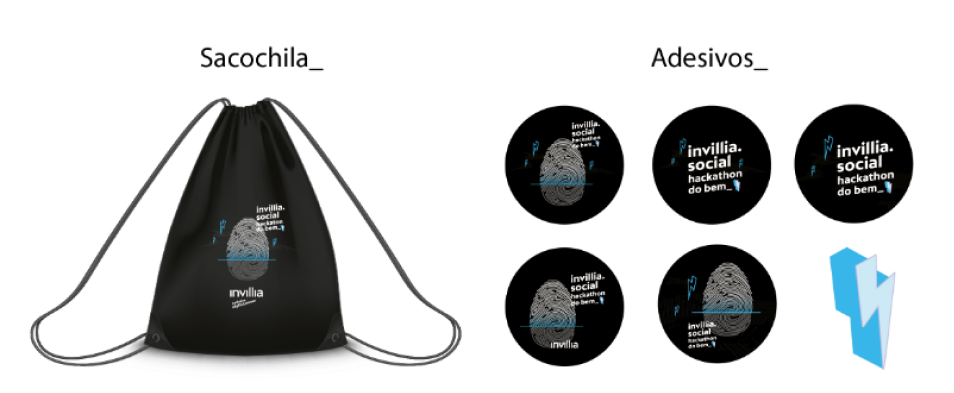 Sacochila_
Adesivos_
invillia.
social
hackathon
do bem_
invillia
invillia.
social
hackathon
do bem_
invillia.
social
hackathon
do bem_
invillia.
social
hackathon
do bem_
invillia.
social
hackathon
do bem_
invillia
invillia.
social
hackathon
do bem_